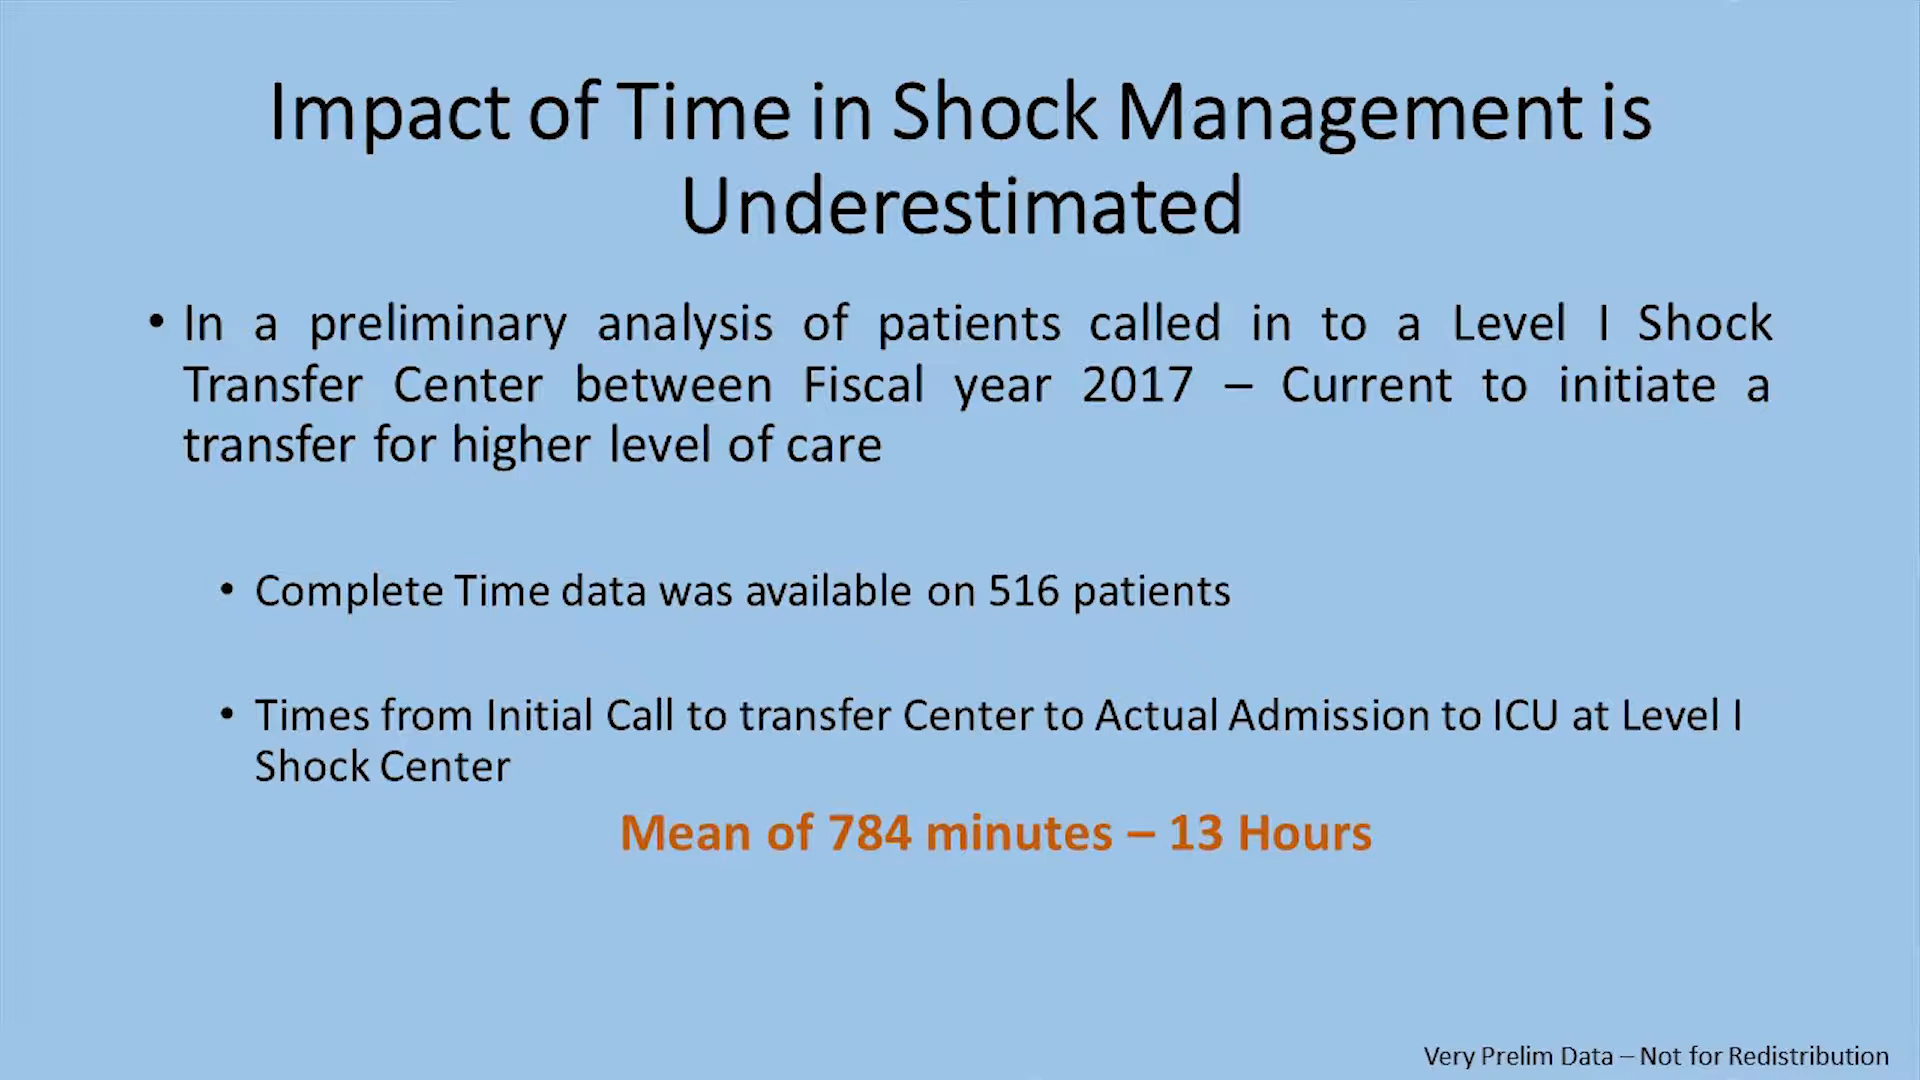 Impact of Time in Shock Management is
Underestimated
• In a preliminary analysis of patients called in to a Level I Shock
Transfer Center between Fiscal year 2017 – Current to initiate a
transfer for higher level of care
• Complete Time data was available on 516 patients
• Times from Initial Call to transfer Center to Actual Admission to ICU at Level I
Shock Center
Mean of 784 minutes – 13 Hours
Very Prelim Data – Not for Redistribution